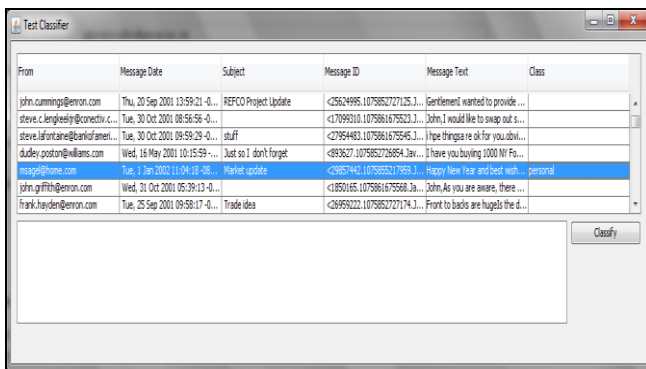 Test Classifier
From Message Date Subject Message ID Message Text Class
john.cummings@enron.com Thu, 20 Sep 2001 13:59:21 -0... REFCO Project Update <25624995.1075852727125.J... GentlemenI wanted to provide ...
steve.c.lengkeekjr@conectiv.c... Tue, 30 Oct 2001 08:56:56 -0... <17099310.1075861675523.J... John,I would like to swap out s...
steve.lafontaine@bankofameri... Tue, 30 Oct 2001 09:59:29 -0... stuff <27954483.1075861675545.J... i hpe thingsa re ok for you.obvi...
dudley.poston@williams.com Wed, 16 May 2001 10:15:59 -... Just so I don't forget <893627.1075852726854.Jav... I have you buying 1000 NY Fo...
msagel@home.com Tue, 1 Jan 2002 11:04:18 -08... Market update <29857442.1075855217959.J... Happy New Year and best wish... personal
john.griffith@enron.com Wed, 31 Oct 2001 05:39:13 -0... <1850165.1075861675568.Ja... John,As you are aware, there ...
frank.hayden@enron.com Tue, 25 Sep 2001 09:58:17 -0... Trade idea <26959222.1075852727174.J... Front to backs are hugeIs the d...
Classify